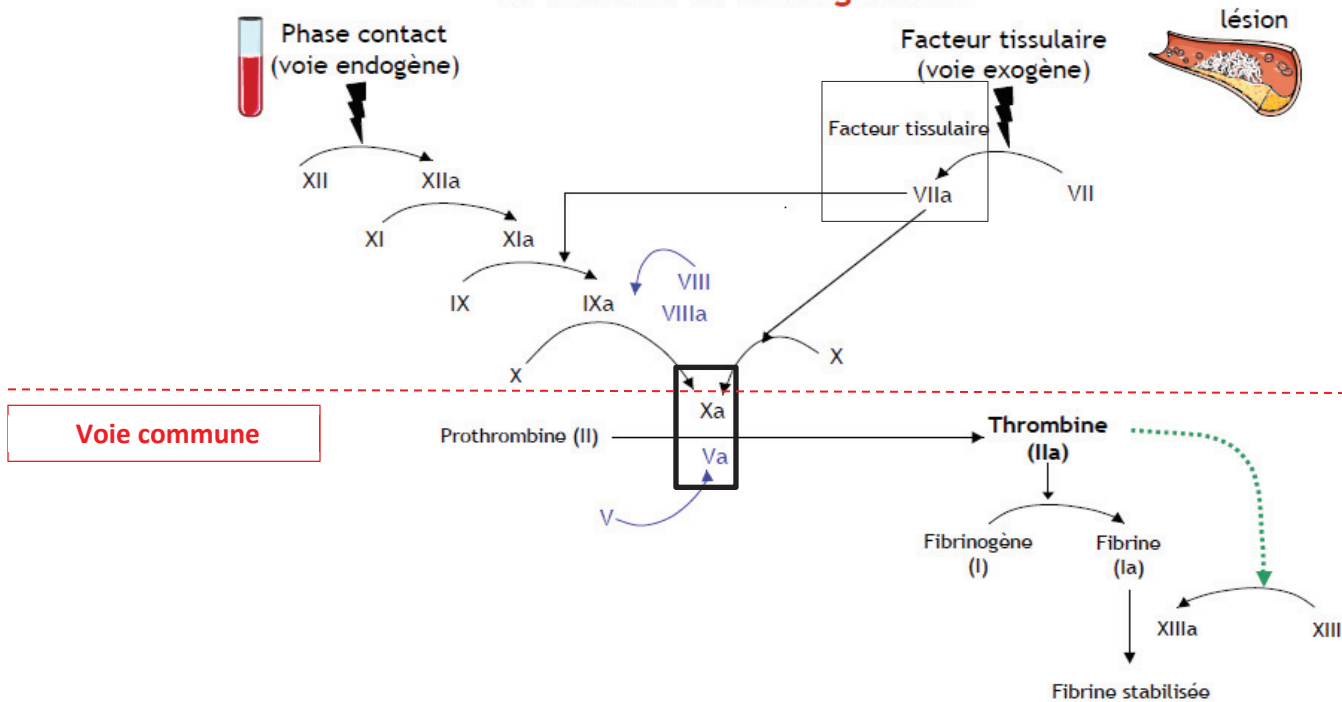 Phase contact
(voie endogène)
Facteur tissulaire
(voie exogène)
lésion
Facteur tissulaire
XII
XIIa
VIIa
VII
XI
XIa
IX
IXa
VIII
VIIIa
X
X
Voie commune
Xa
Prothrombine (II)
Thrombine
(IIa)
Va
V
Fibrinogène
(I)
Fibrine
(Ia)
XIIIa
XIII
Fibrine stabilisée